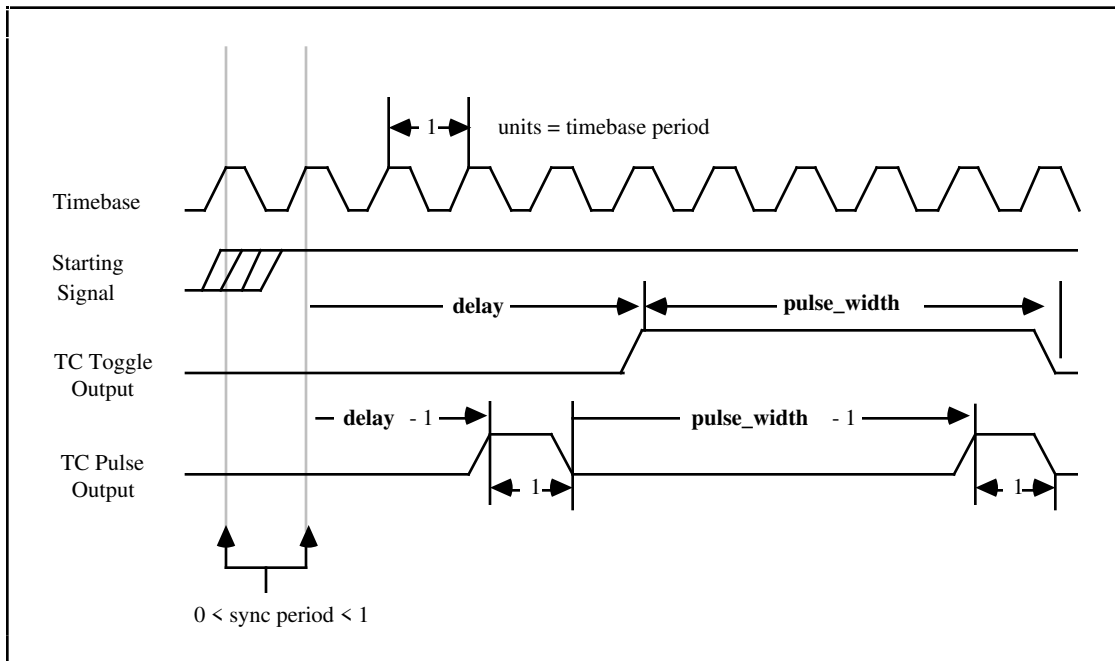 1
units = timebase period
Timebase
Starting
Signal
delay
pulse_width
TC Toggle
Output
delay - 1
pulse_width - 1
TC Pulse
Output
1
1
0 < sync period < 1